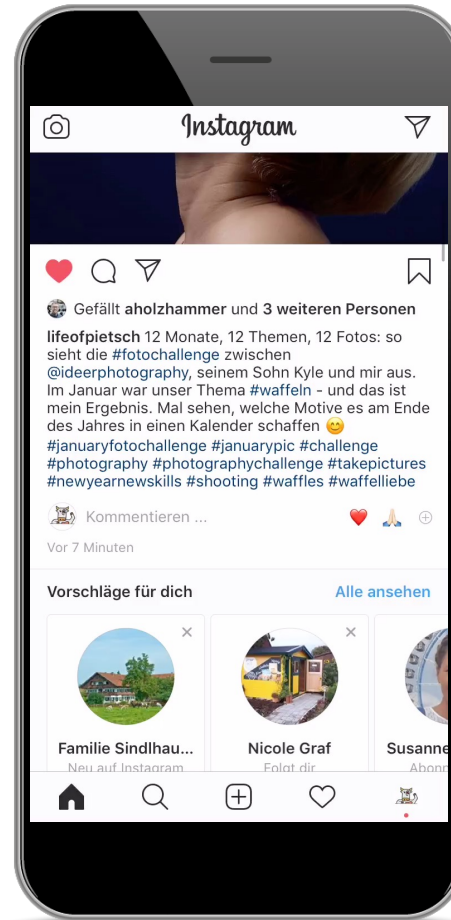 Instagram
Gefällt aholzhammer und 3 weiteren Personen
lifeofpietsch 12 Monate, 12 Themen, 12 Fotos: so
sieht die #fotochallenge zwischen
@ideerphotography, seinem Sohn Kyle und mir aus.
Im Januar war unser Thema #waffeln - und das ist
mein Ergebnis. Mal sehen, welche Motive es am Ende
des Jahres in einen Kalender schaffen 😊
#januaryfotochallenge #januarypic #challenge
#photography #photographychallenge #takepictures
#newyearnewskills #shooting #waffles #waffelliebe
Kommentieren ...
Vor 7 Minuten
Vorschläge für dich Alle ansehen
Familie Sindlhau... Nicole Graf Susanne
Neu auf Instagram Folgt dir Abonn